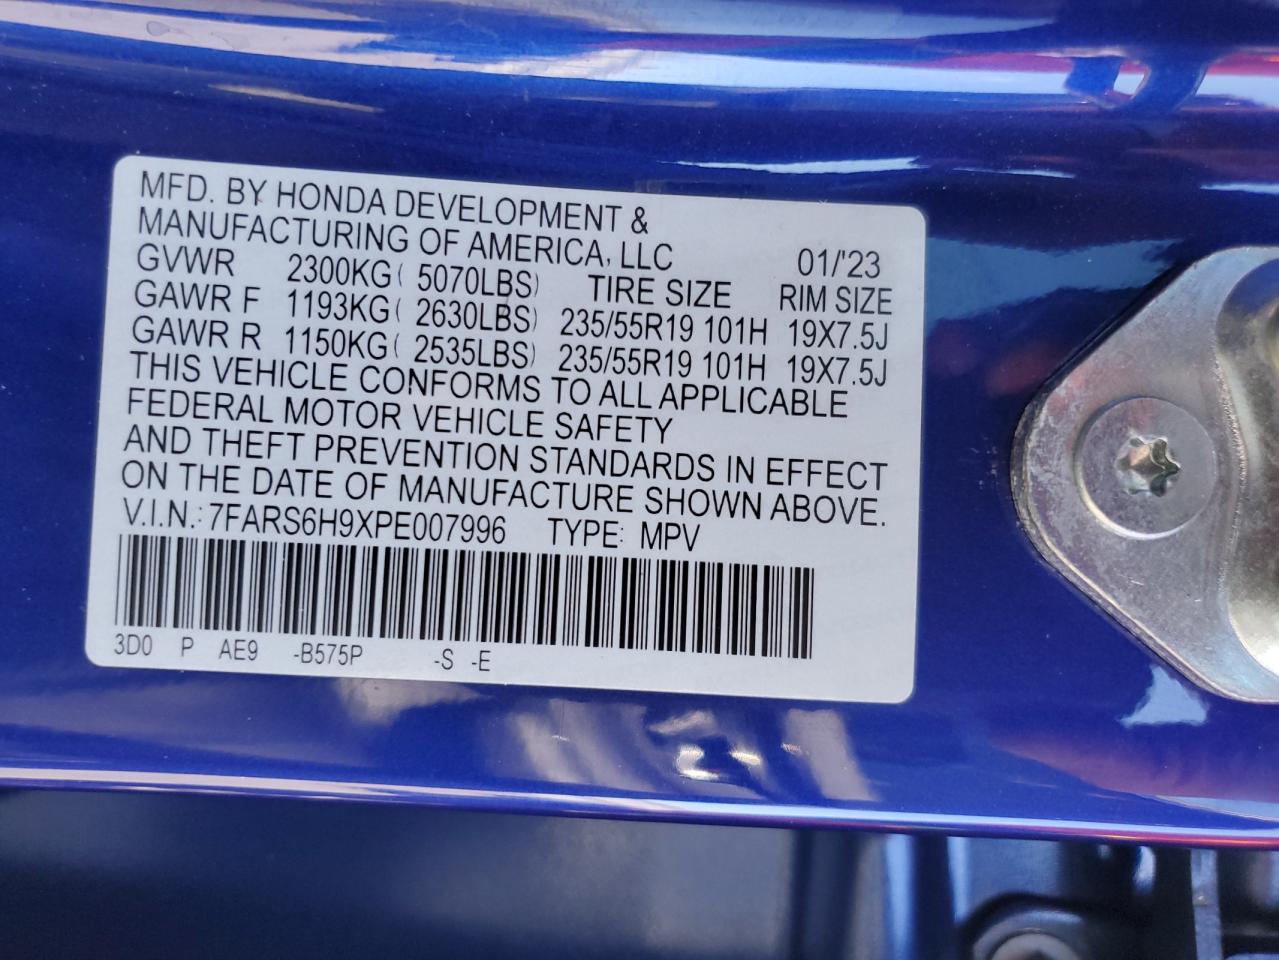 MFD. BY HONDA DEVELOPMENT &
MANUFACTURING OF AMERICA, LLC 01/'23
GVWR 2300KG( 5070LBS) TIRE SIZE RIM SIZE
GAWR F 1193KG( 2630LBS) 235/55R19 101H 19X7.5J
GAWR R 1150KG( 2535LBS) 235/55R19 101H 19X7.5J
THIS VEHICLE CONFORMS TO ALL APPLICABLE
FEDERAL MOTOR VEHICLE SAFETY
AND THEFT PREVENTION STANDARDS IN EFFECT
ON THE DATE OF MANUFACTURE SHOWN ABOVE.
V.I.N.: 7FARS6H9XPE007996 TYPE: MPV
3D0 P AE9 -B575P -S -E